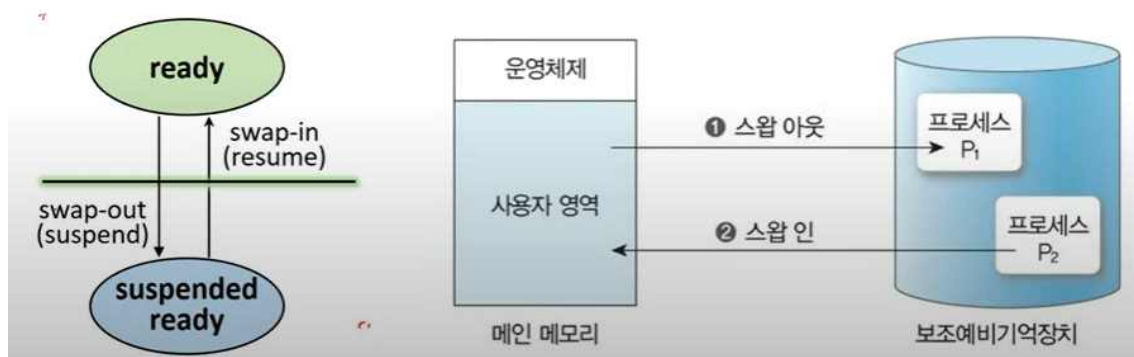 ready
swap-in
(resume)
swap-out
(suspend)
suspended
ready
운영체제
사용자 영역
메인 메모리
❶ 스왑 아웃
❷ 스왑 인
프로세스
P₁
프로세스
P₂
보조예비기억장치